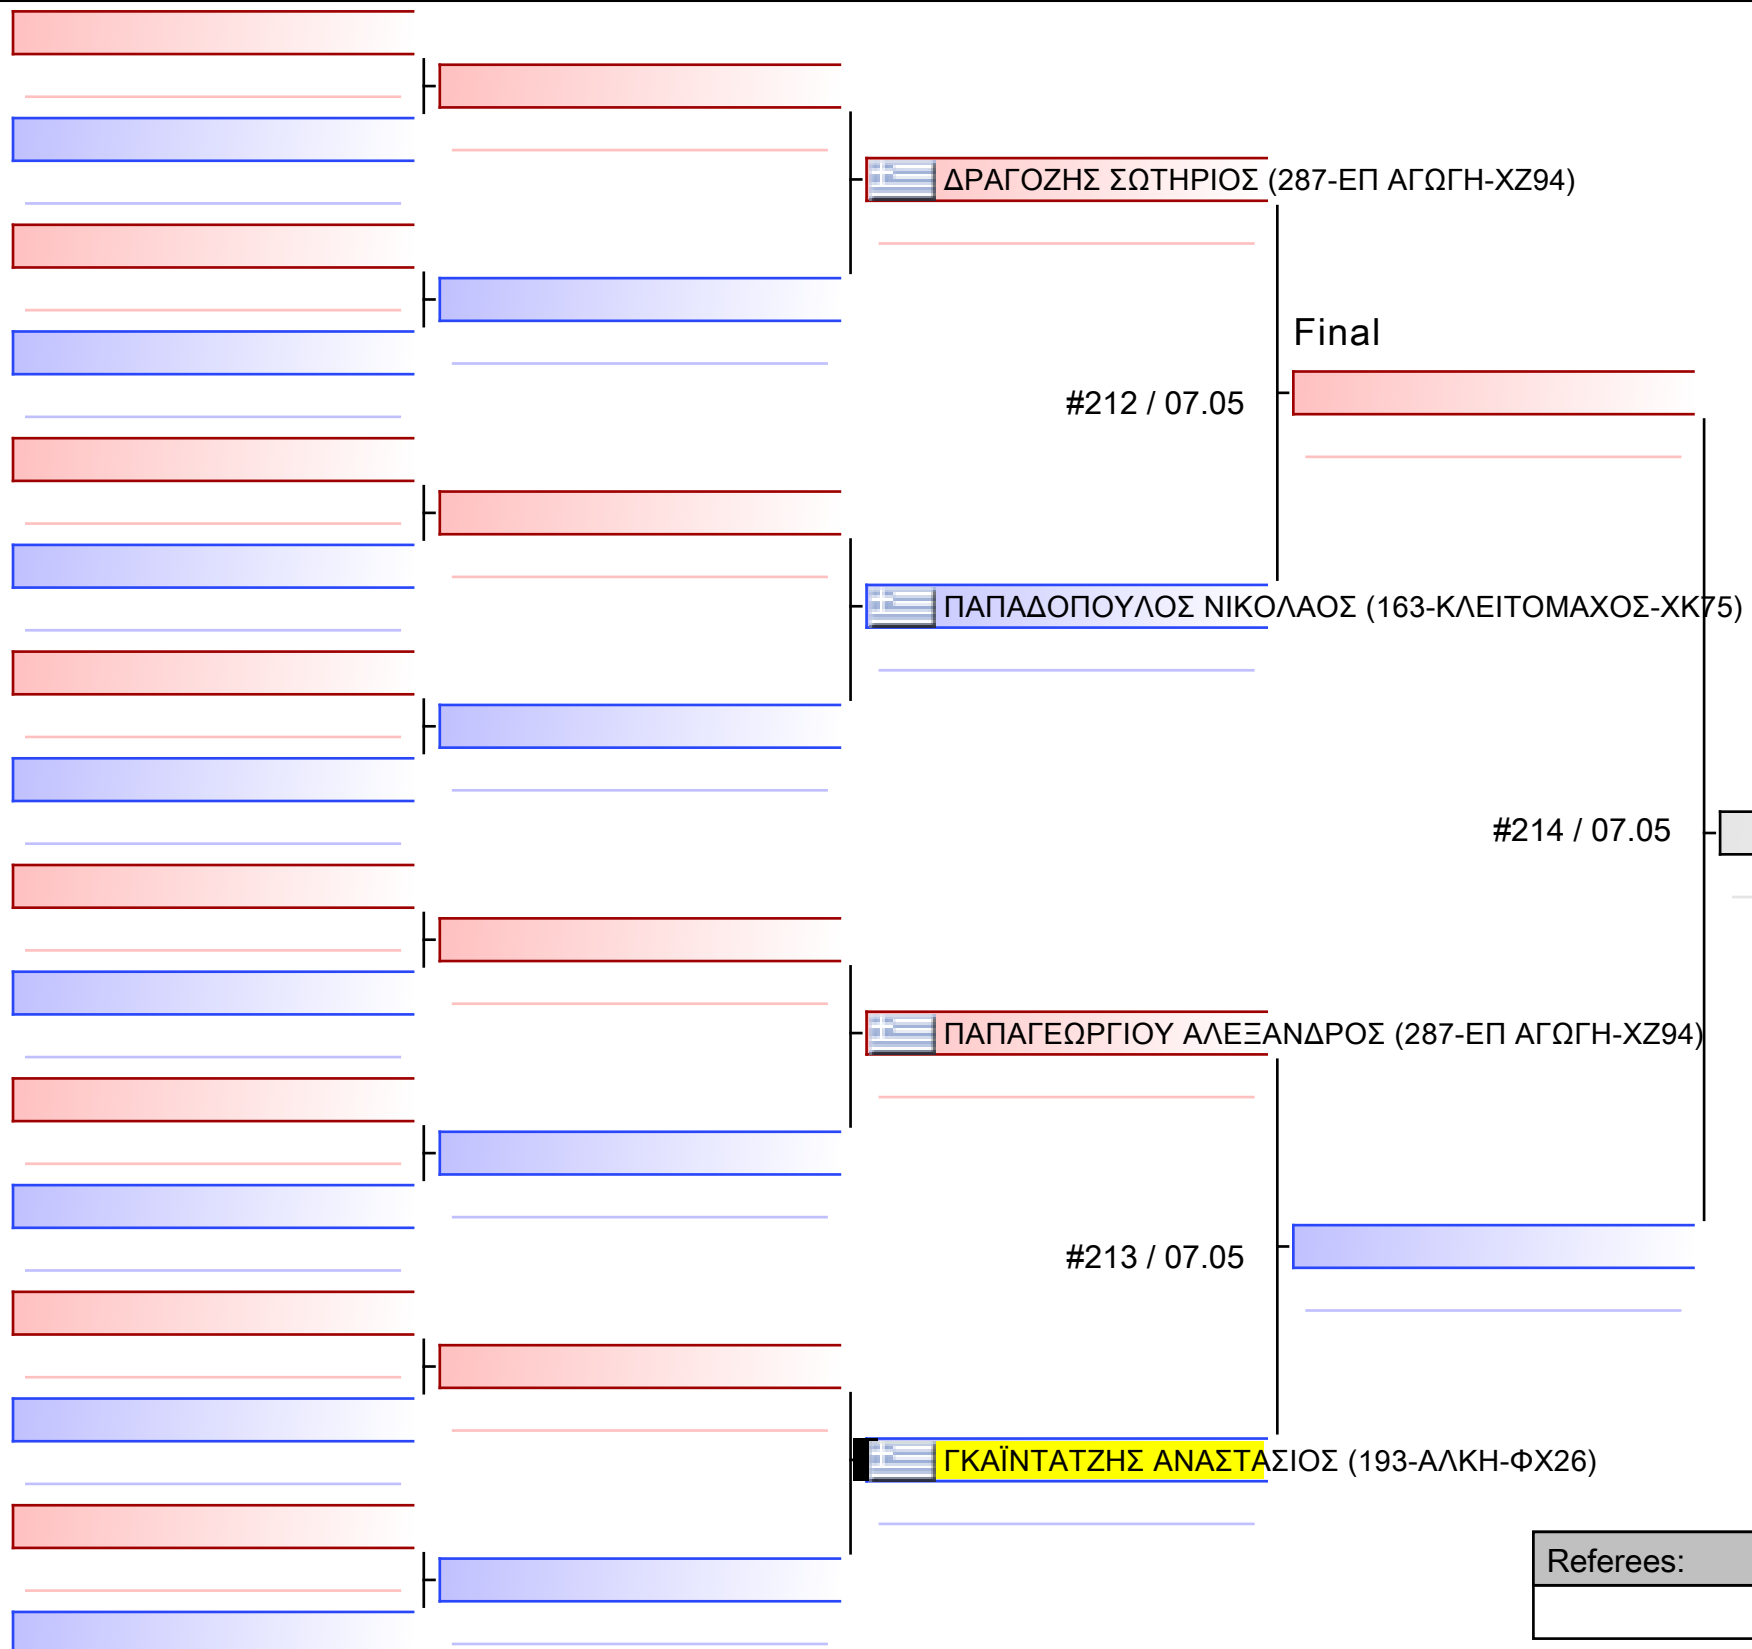 ΔΡΑΓΟΖΗΣ ΣΩΤΗΡΙΟΣ (287-ΕΠ ΑΓΩΓΗ-ΧΖ94)
Final
#212 / 07.05
ΠΑΠΑΔΟΠΟΥΛΟΣ ΝΙΚΟΛΑΟΣ (163-ΚΛΕΙΤΟΜΑΧΟΣ-ΧΚ75)
#214 / 07.05
ΠΑΠΑΓΕΩΡΓΙΟΥ ΑΛΕΞΑΝΔΡΟΣ (287-ΕΠ ΑΓΩΓΗ-ΧΖ94)
#213 / 07.05
ΓΚΑΪΝΤΑΤΖΗΣ ΑΝΑΣΤΑΣΙΟΣ (193-ΑΛΚΗ-ΦΧ26)
Referees: